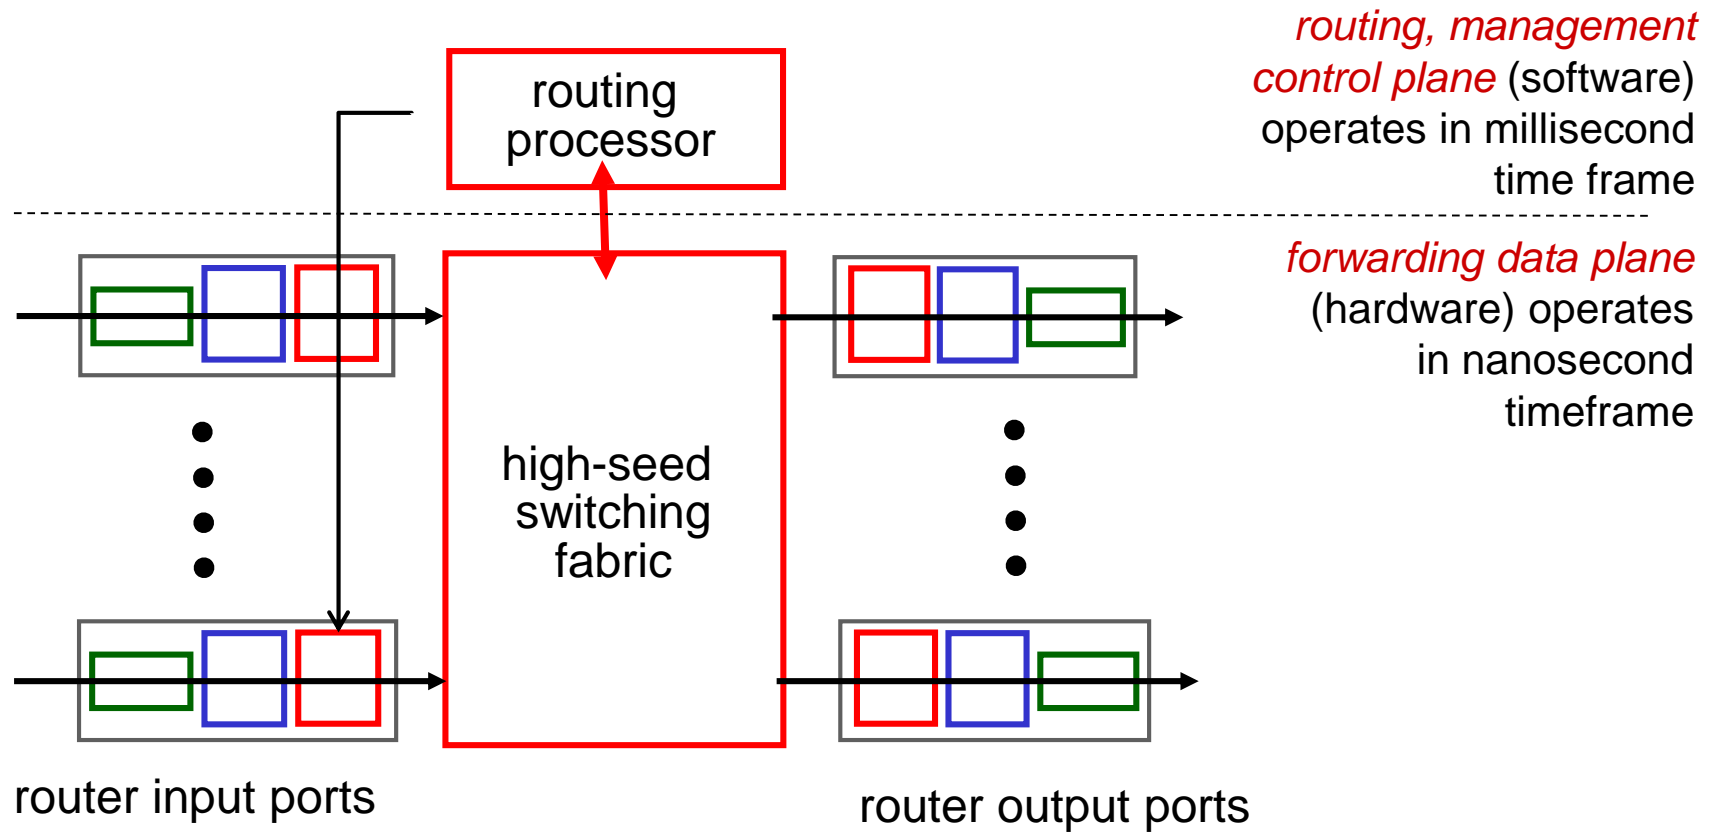 routing, management
control plane (software)
operates in millisecond
time frame
routing
processor
forwarding data plane
(hardware) operates
in nanosecond
timeframe
high-seed
switching
fabric
router input ports
router output ports